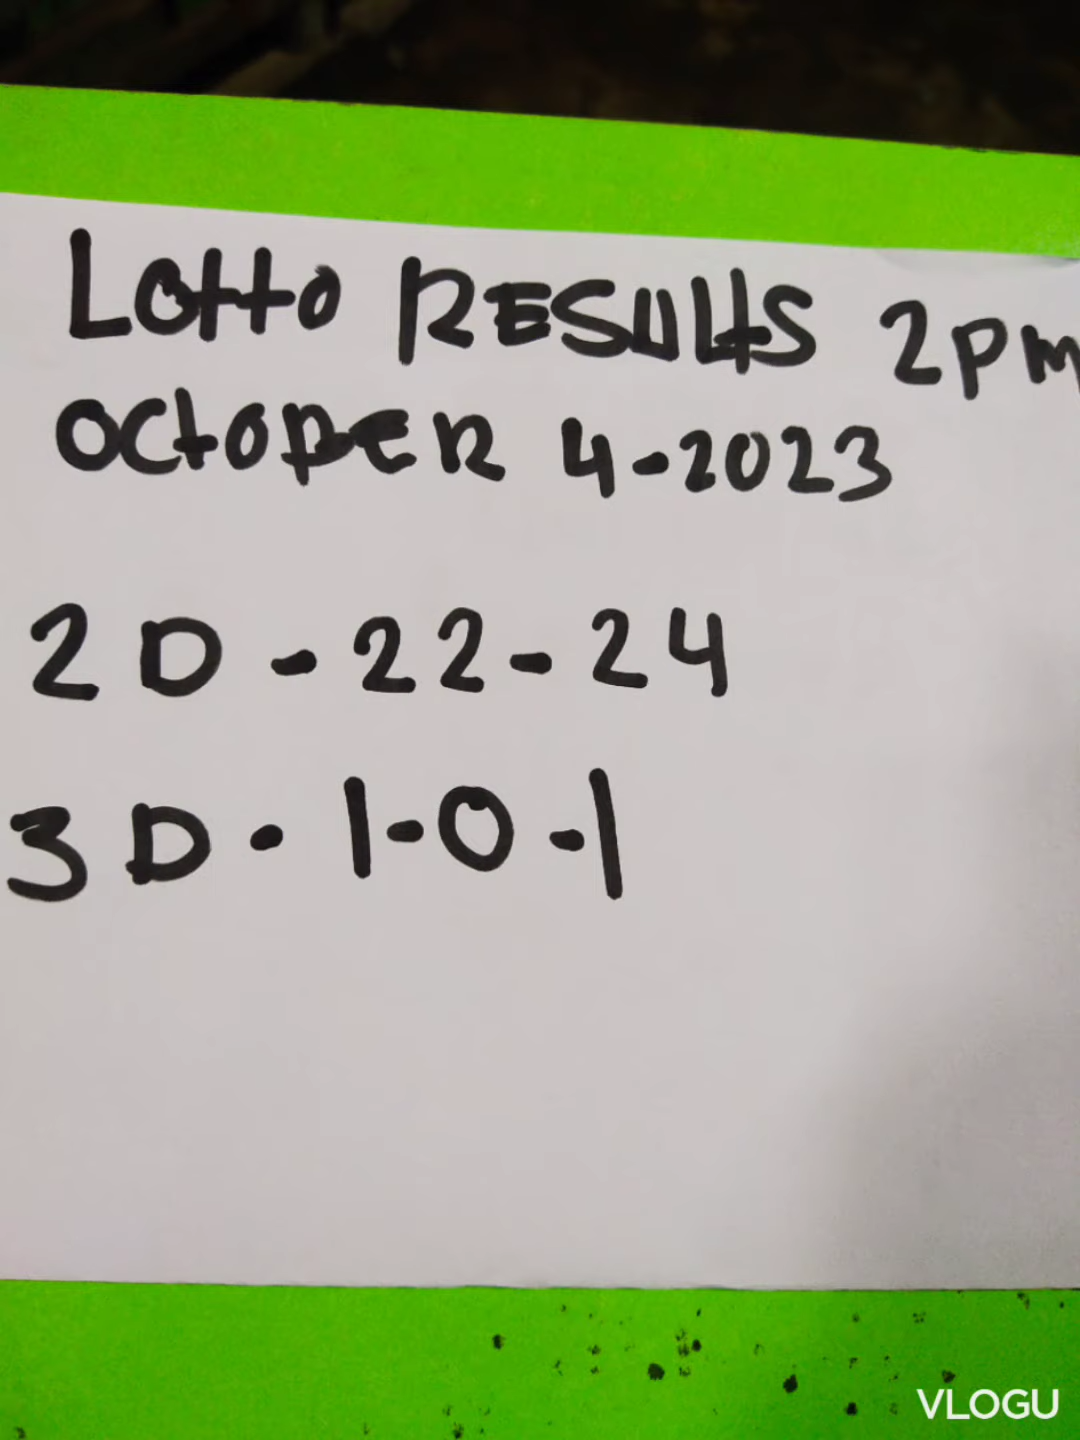 Lotto RESULTS 2pm
OCTOBER 4-2023
2D - 22-24
3D - 1-0-1
VLOGU